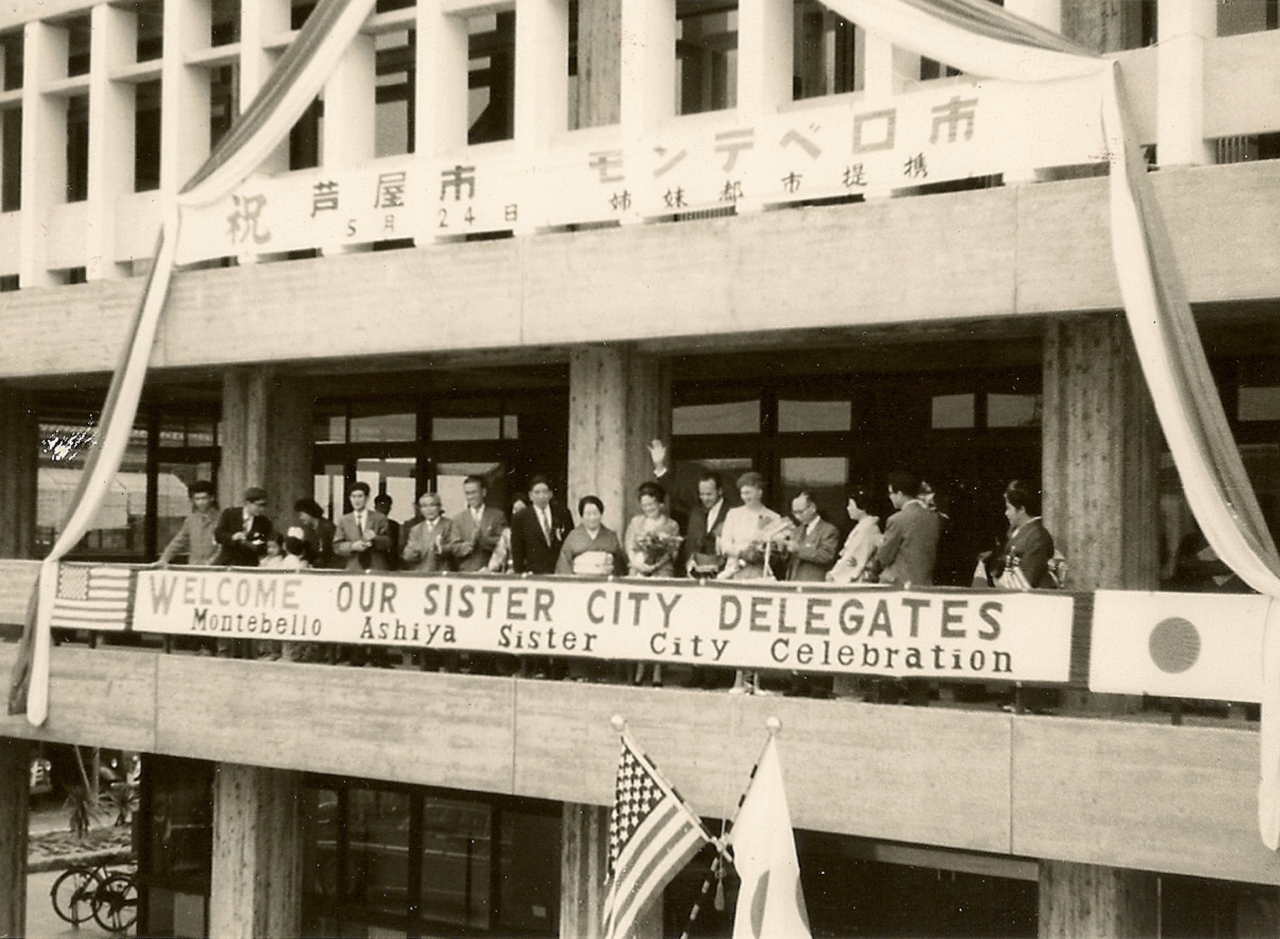 祝 芦屋市 モンテベロ市
5月24日 姉妹都市提携
WELCOME OUR SISTER CITY DELEGATES
Montebello Ashiya Sister City Celebration